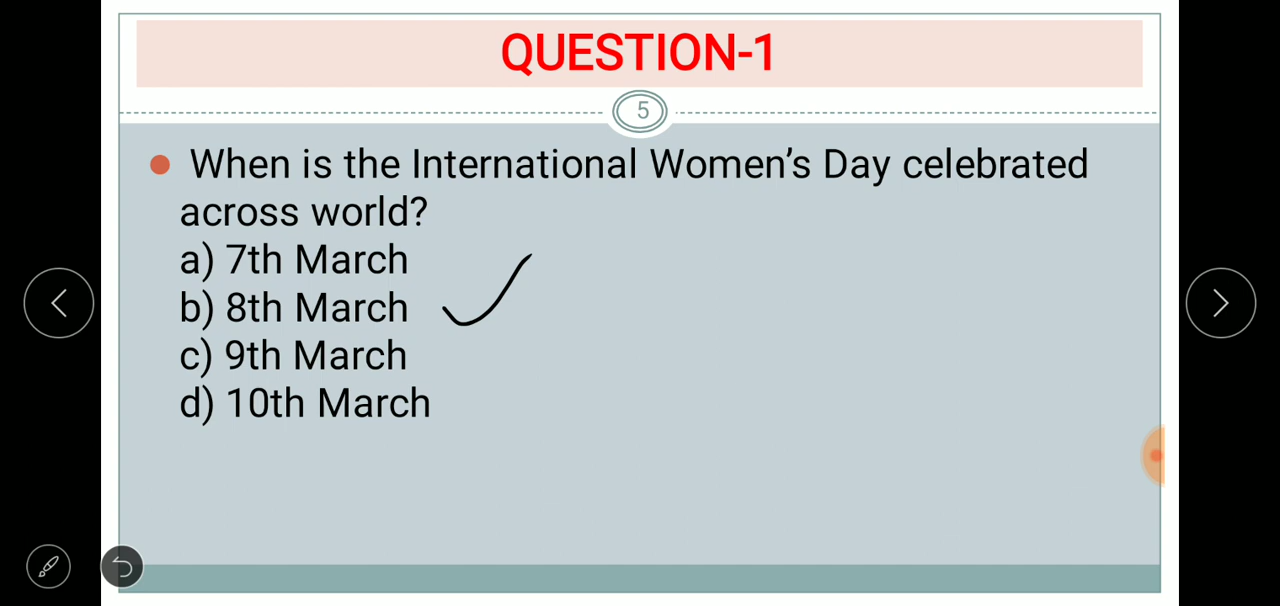 QUESTION-1
5
When is the International Women’s Day celebrated
across world?
a) 7th March
b) 8th March
c) 9th March
d) 10th March